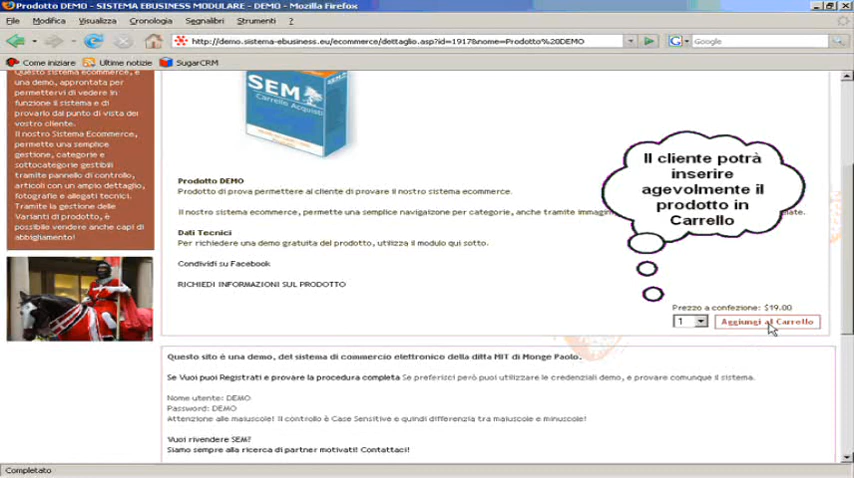 Prodotto DEMO - SISTEMA EBUSINESS MODULARE - DEMO - Mozilla Firefox
File Modifica Visualizza Cronologia Segnalibri Strumenti ?
http://demo.sistema-ebusiness.eu/ecommerce/dettaglio.asp?id=1917&nome=Prodotto%20DEMO
Google
Come iniziare Ultime notizie SugarCRM
Questo sistema ecommerce, è
una demo, approntata per
permettervi di vedere in
funzione il sistema e di
provarlo dal punto di vista del
vostro cliente.
Il nostro Sistema Ecommerce,
permette una semplice
gestione, categorie e
sottocategorie gestibili
tramite pannello di controllo,
articoli con un ampio dettaglio,
fotografie e allegati tecnici.
Tramite la gestione delle
Varianti di prodotto, è
possibile vendere anche capi di
abbigliamento!
SEM
Carrello Acquisti
Prodotto DEMO
Prodotto di prova permettere al cliente di provare il nostro sistema ecommerce.
Il nostro sistema ecommerce, permette una semplice navigaizone per categorie, anche tramite immagin
Dati Tecnici
Per richiedere una demo gratuita del prodotto, utilizza il modulo qui sotto.
Condividi su Facebook
RICHIEDI INFORMAZIONI SUL PRODOTTO
Il cliente potrà
inserire
agevolmente il
prodotto in
Carrello
Prezzo a confezione: $19.00
1 Aggiungi al Carrello
Questo sito è una demo, del sistema di commercio elettronico della ditta MIT di Monge Paolo.
Se Vuoi puoi Registrati e provare la procedura completa Se preferisci però puoi utilizzare le credenziali demo, e provare comunque il sistema.
Nome utente: DEMO
Password: DEMO
Attenzione alle maiuscole! Il controllo è Case Sensitive e quindi differenzia tra maiuscole e minuscole!
Vuoi rivendere SEM?
Siamo sempre alla ricerca di partner motivati! Contattaci!
Completato